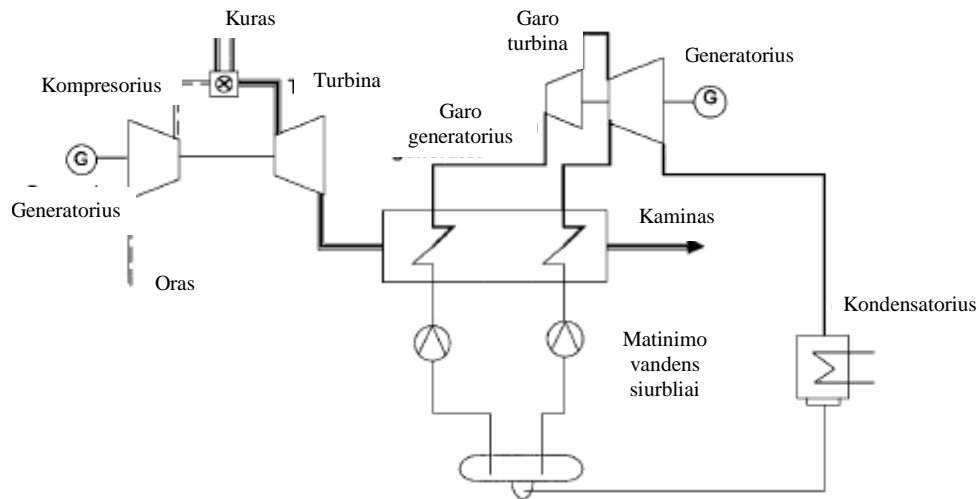 Kuras
Garo
turbina
Generatorius
Kompresorius
Turbina
Garo
generatorius
G
G
Generatorius
Kaminas
Oras
Kondensatorius
Matinimo
vandens
siurbliai